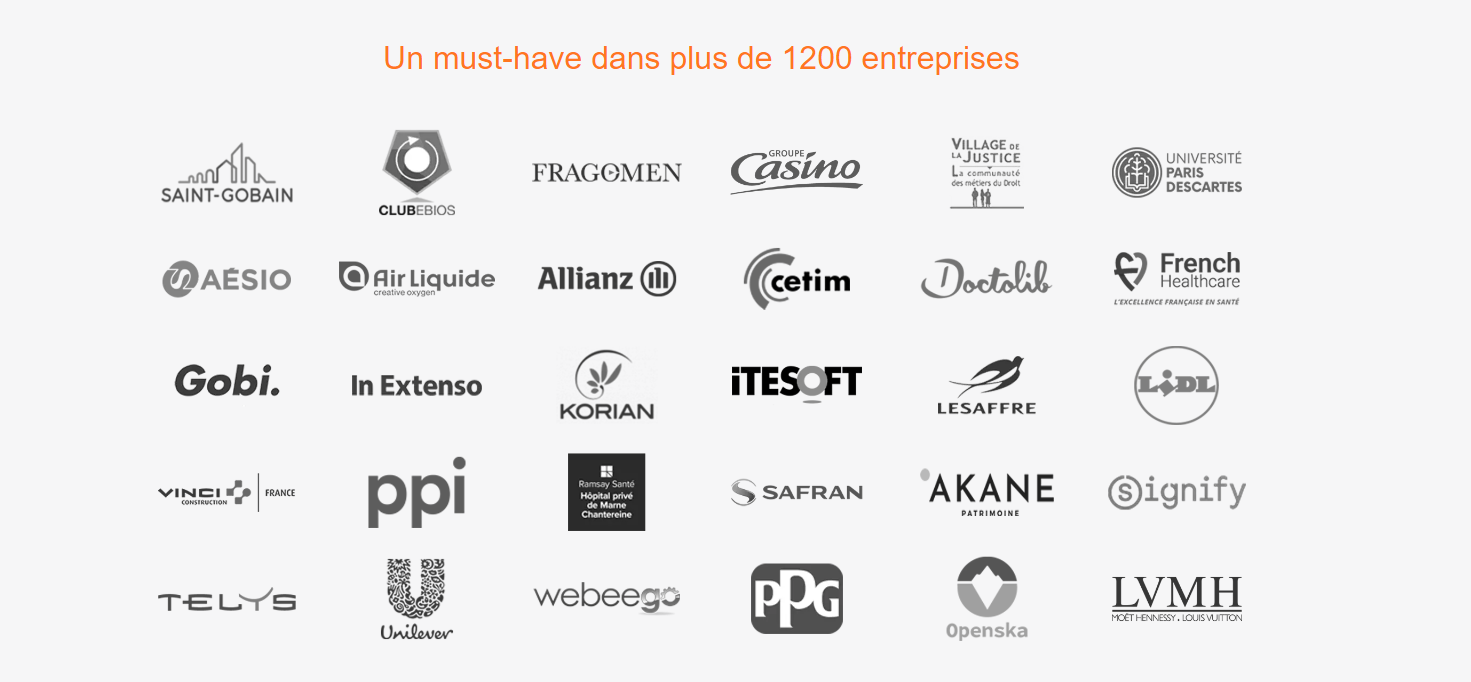 Un must-have dans plus de 1200 entreprises
SAINT-GOBAIN
CLUBEBIOS
FRAGOMEN
GROUPE
Casino
VILLAGE DE
LA JUSTICE
La communauté
des métiers du Droit
UNIVERSITÉ
PARIS
DESCARTES
AÉSIO
Air Liquide
creative oxygen
Allianz
cetim
Doctolib
French
Healthcare
L'EXCELLENCE FRANÇAISE EN SANTÉ
Gobi.
In Extenso
KORIAN
iTESOFT
LESAFFRE
LiDL
VINCI
CONSTRUCTION
FRANCE
ppi
Ramsay Santé
Hôpital privé
de Marne
Chantereine
SAFRAN
AKANE
PATRIMOINE
Signify
TELYS
Unilever
webeego
PPG
Openska
LVMH
MOËT HENNESSY . LOUIS VUITTON